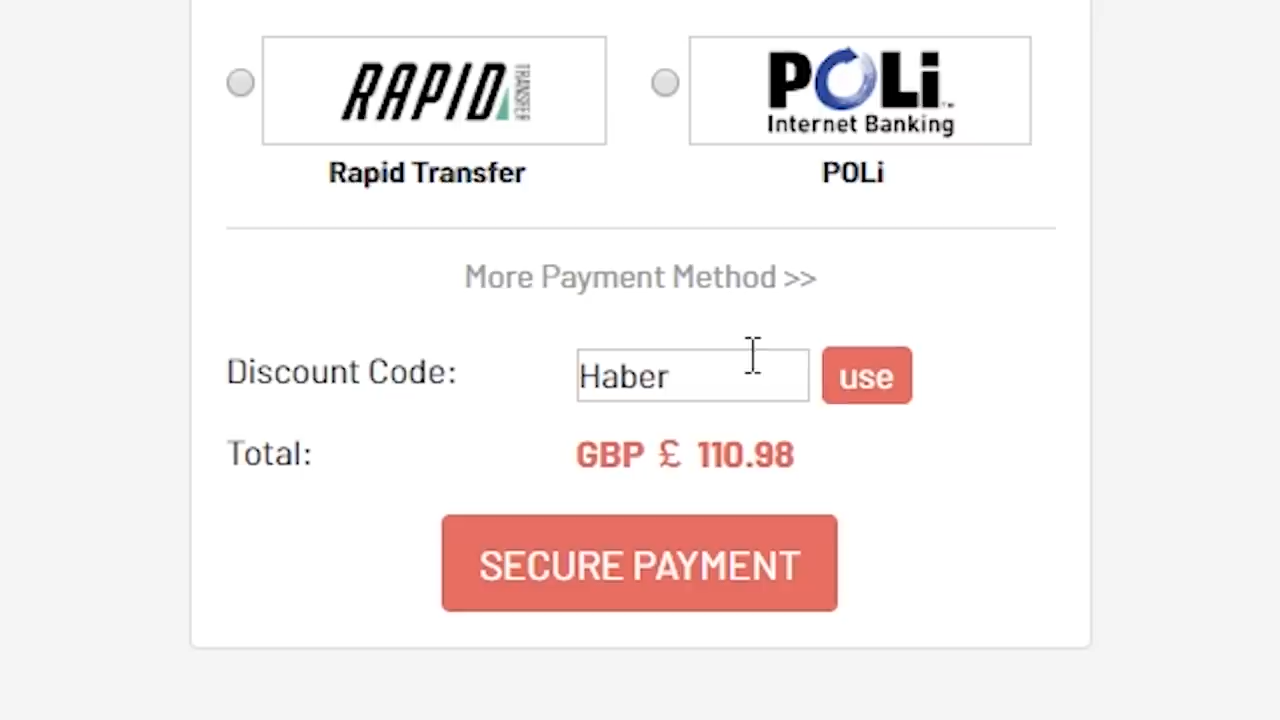 RAPID TRANSFER
POLi™
Internet Banking
Rapid Transfer
POLi
More Payment Method >>
Discount Code:
Haber
use
Total:
GBP £ 110.98
SECURE PAYMENT